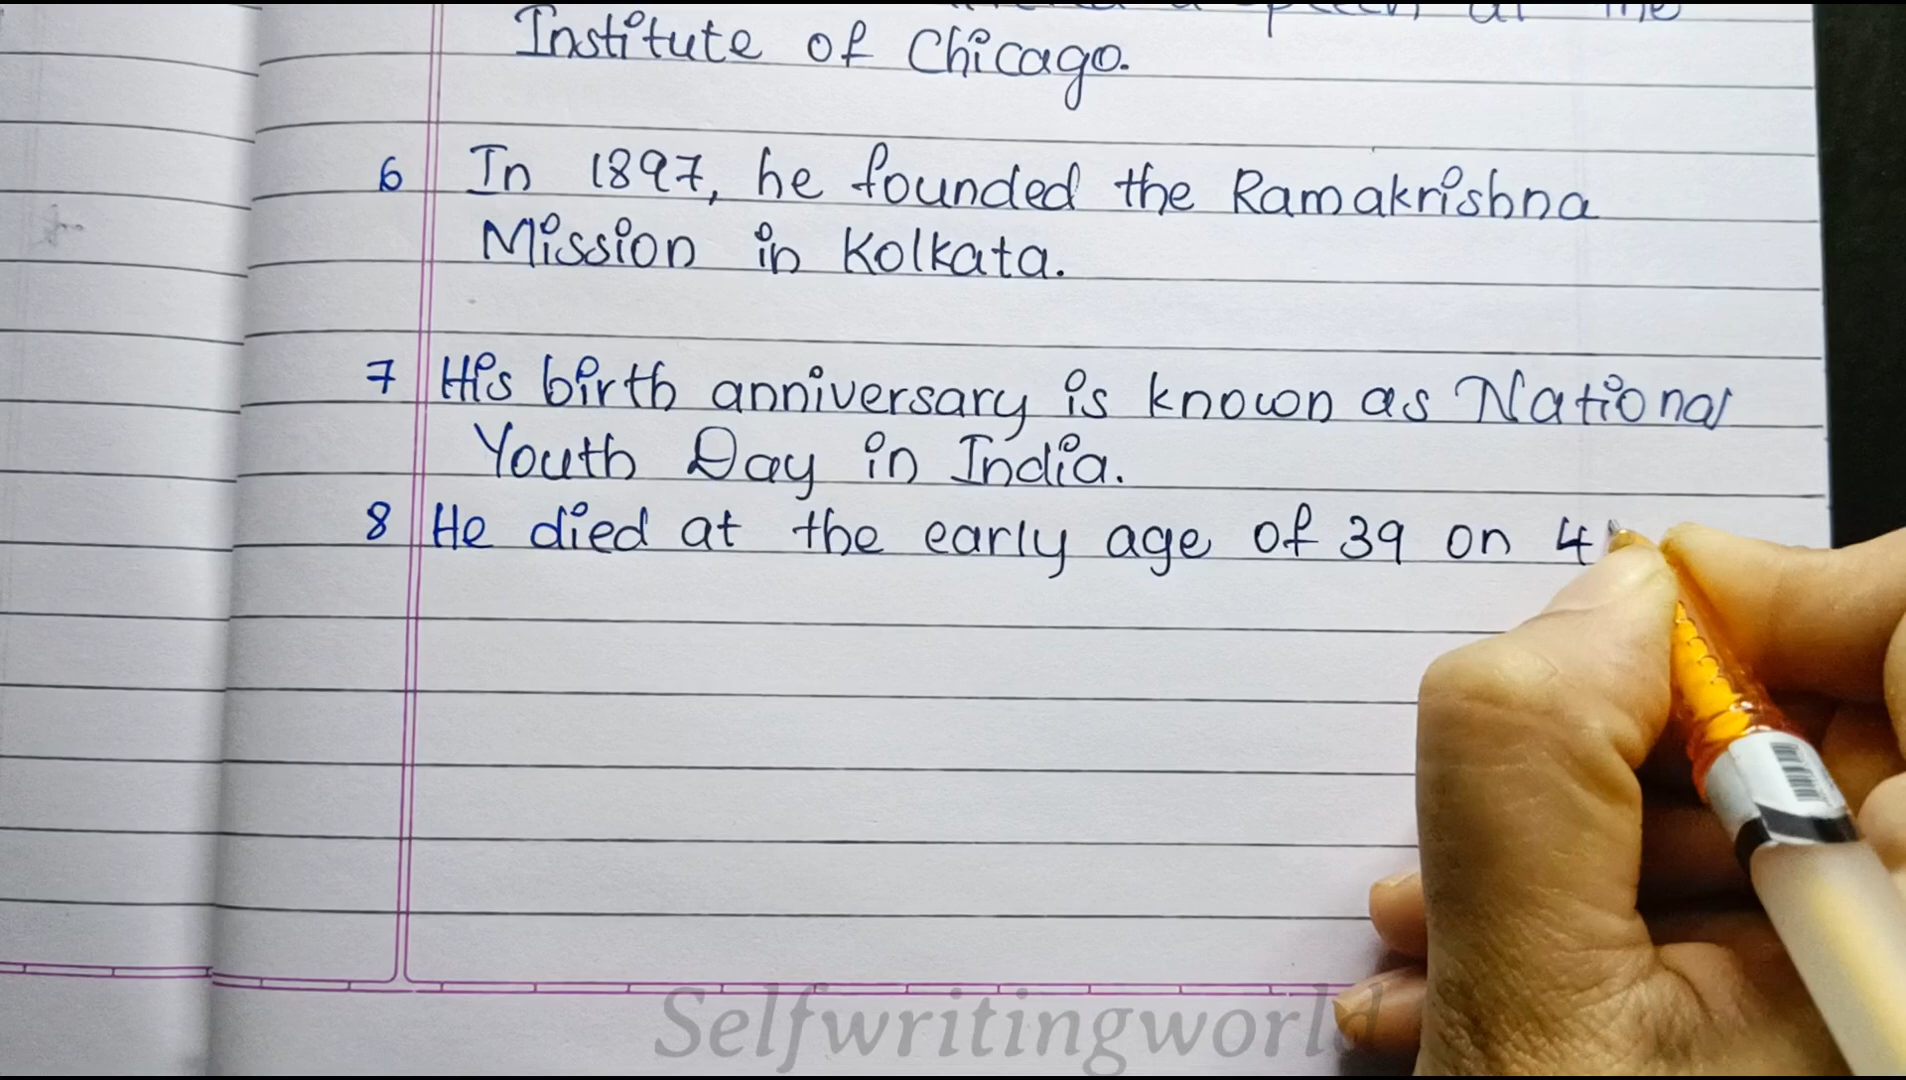 Institute of Chicago.
6 In 1897, he founded the Ramakrishna
Mission in Kolkata.
7 His birth anniversary is known as National
Youth Day in India.
8 He died at the early age of 39 on 4
Selfwritingworld